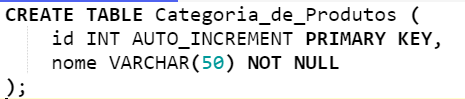 CREATE TABLE Categoria_de_Produtos (
    id INT AUTO_INCREMENT PRIMARY KEY,
    nome VARCHAR(50) NOT NULL
);